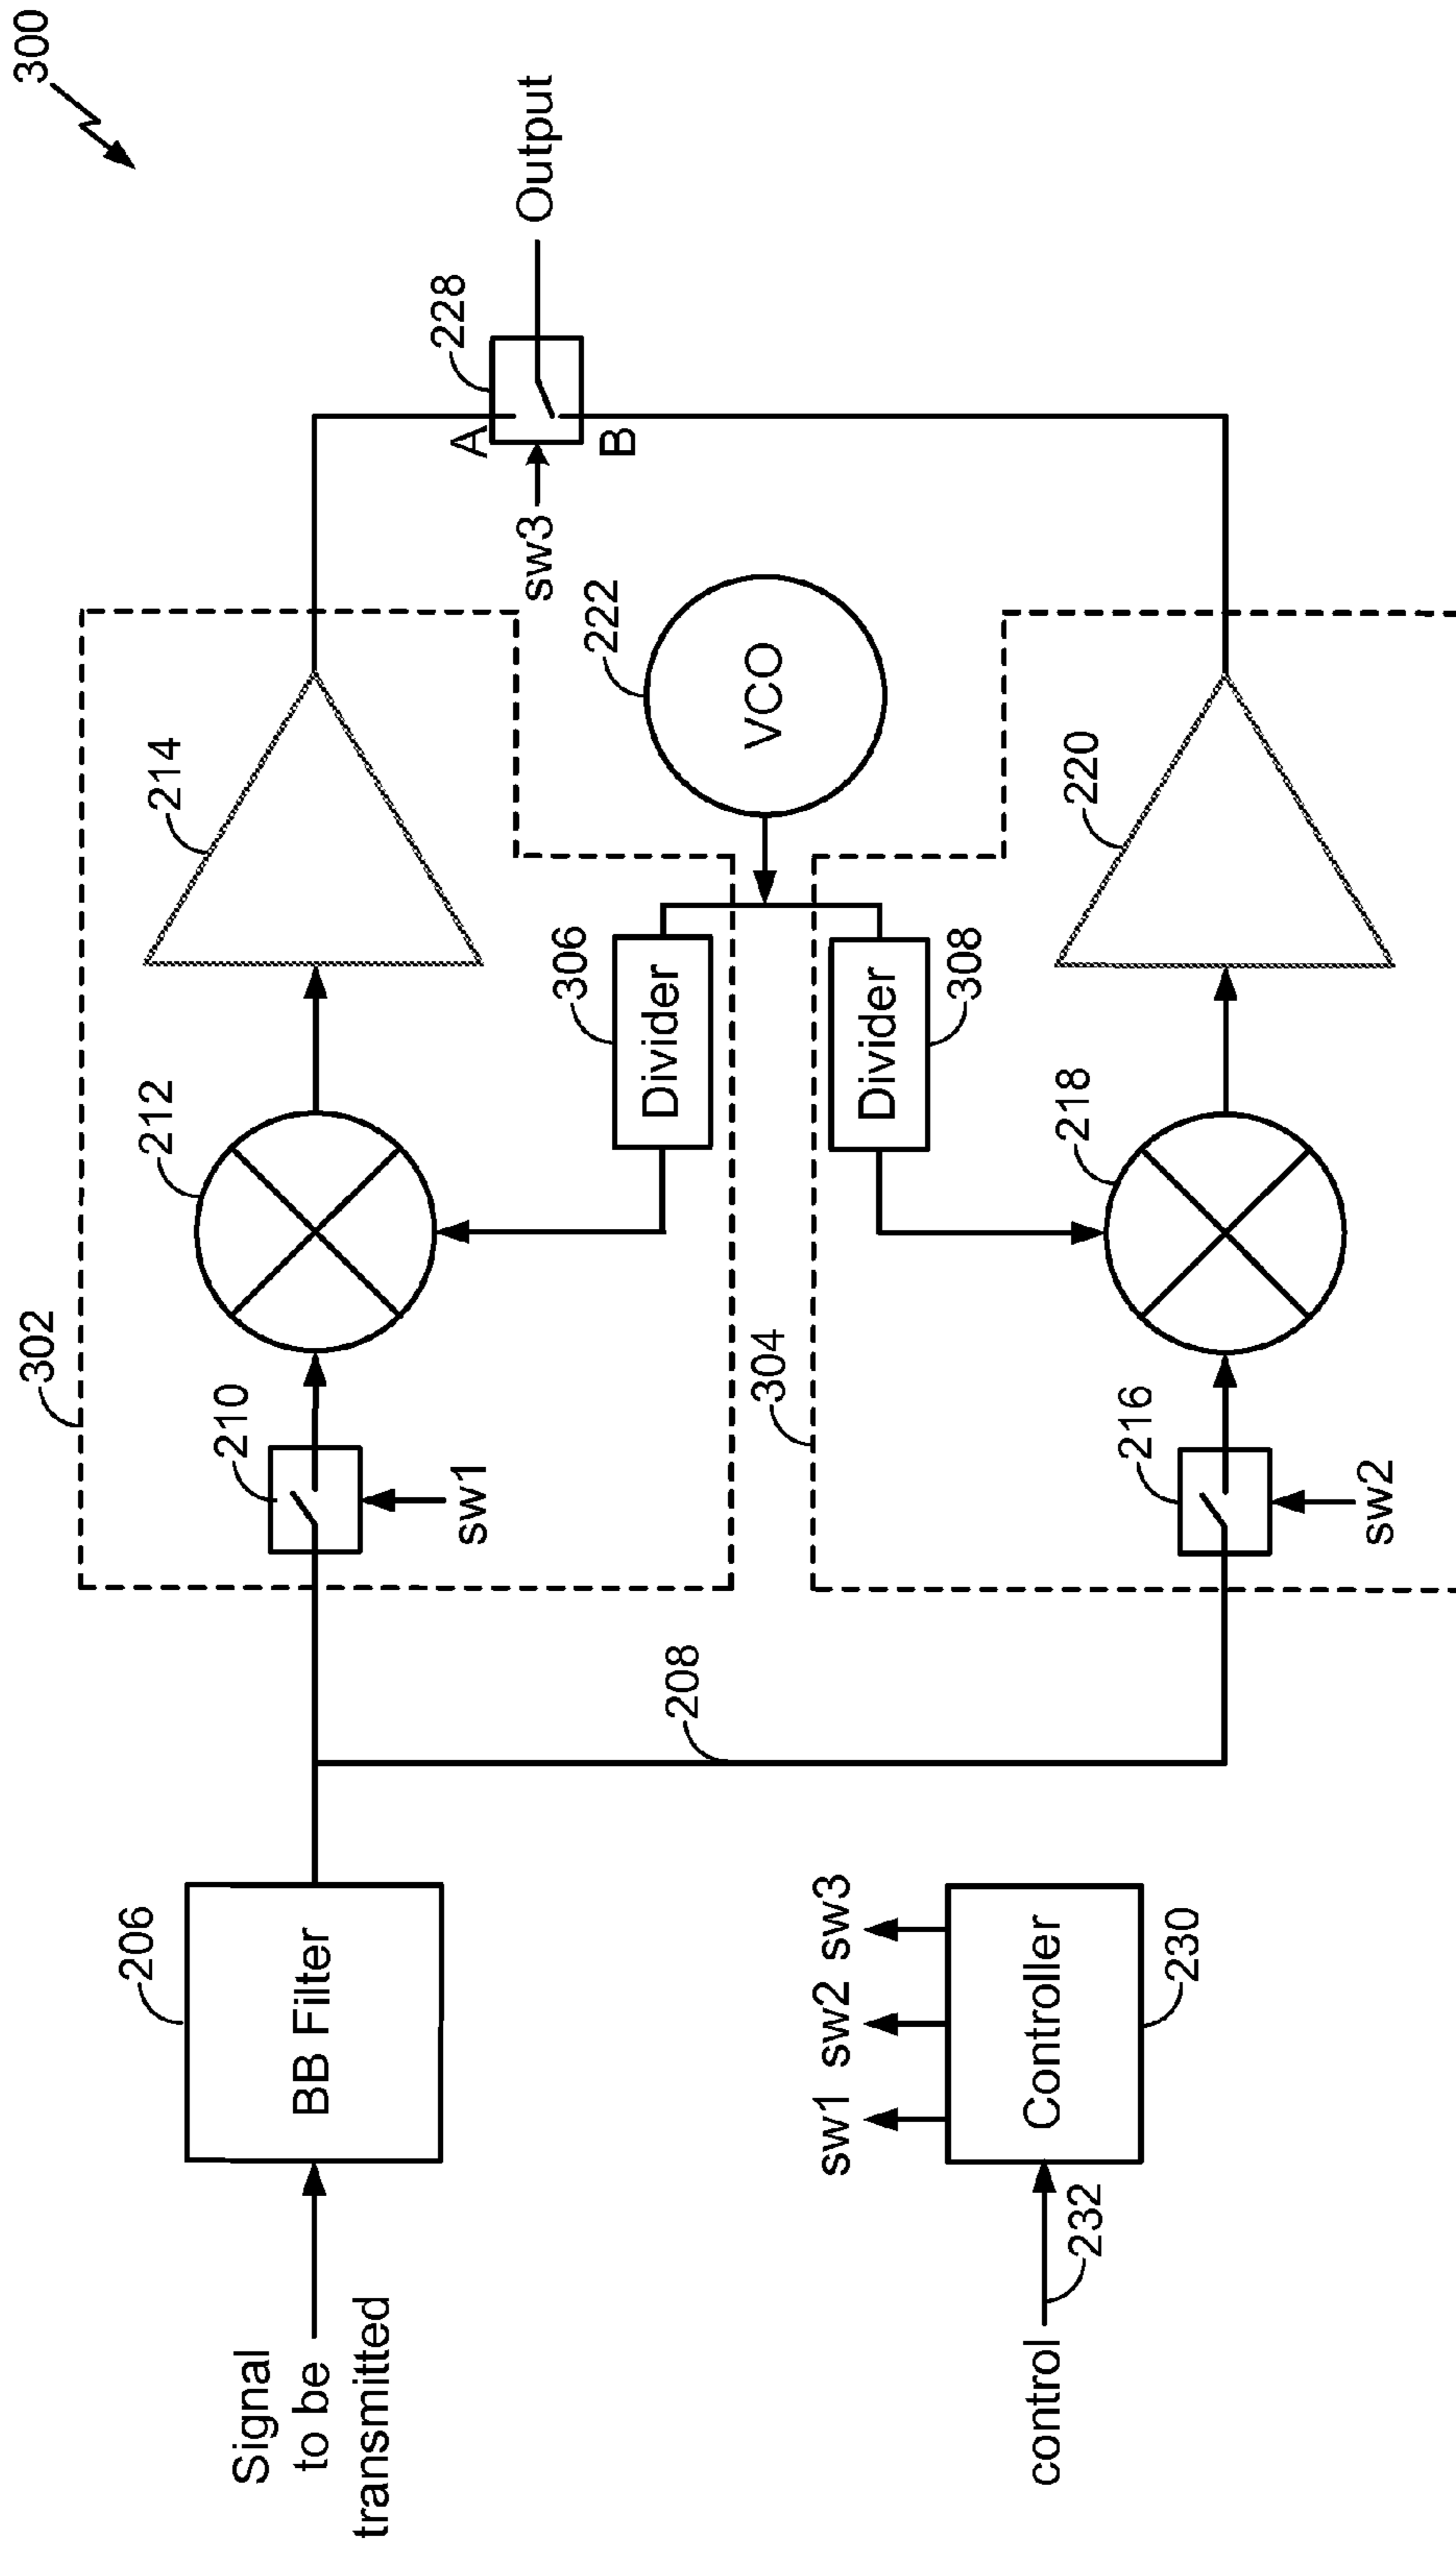 300
302
212
214
210
sw1
306
Divider
206
BB Filter
Signal
to be
transmitted
208
222
VCO
228
A
B
sw3
Output
304
308
Divider
218
220
216
sw2
sw1 sw2 sw3
Controller
230
control
232